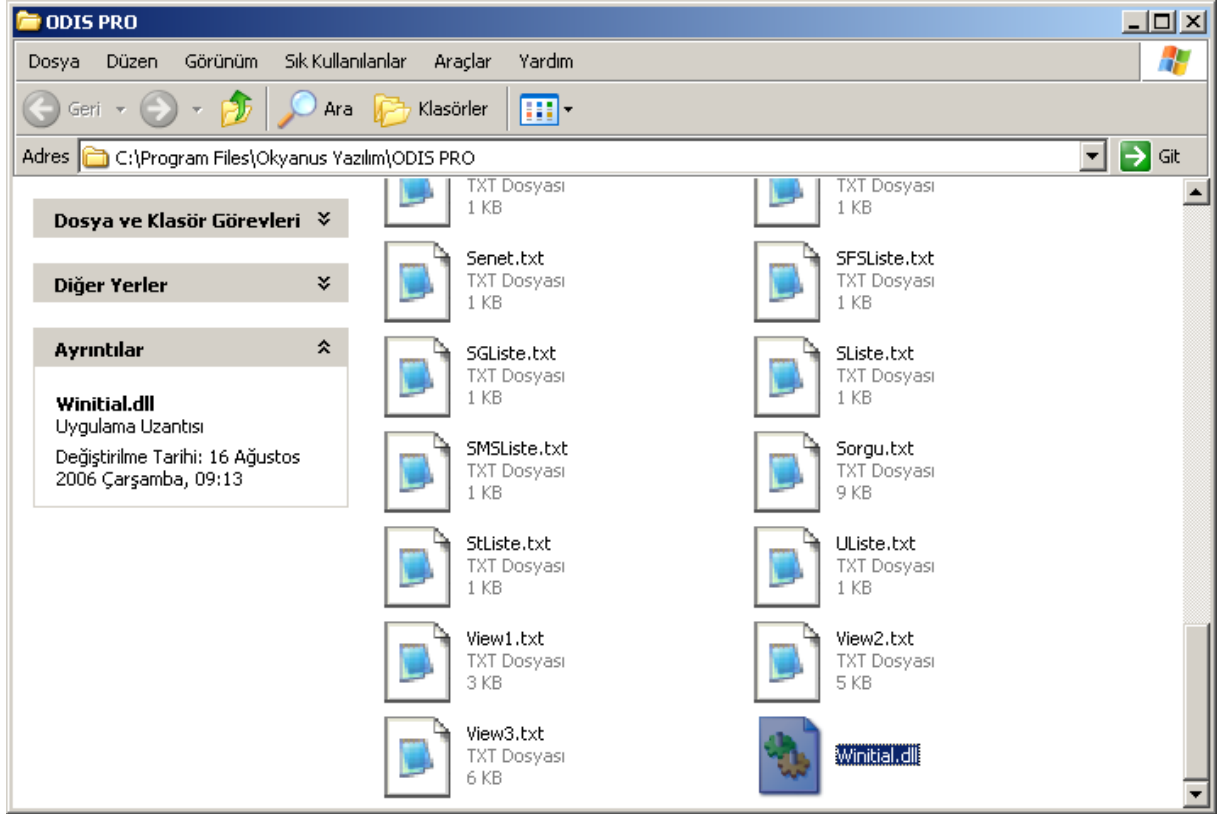 ODIS PRO
Dosya Düzen Görünüm Sık Kullanılanlar Araçlar Yardım
Geri Ara Klasörler
Adres C:\Program Files\Okyanus Yazılım\ODIS PRO Git
Dosya ve Klasör Görevleri
Diğer Yerler
Ayrıntılar
Winitial.dll
Uygulama Uzantısı
Değiştirilme Tarihi: 16 Ağustos
2006 Çarşamba, 09:13
TXT Dosyası
1 KB
TXT Dosyası
1 KB
Senet.txt
TXT Dosyası
1 KB
SFSListe.txt
TXT Dosyası
1 KB
SGListe.txt
TXT Dosyası
1 KB
SListe.txt
TXT Dosyası
1 KB
SMSListe.txt
TXT Dosyası
1 KB
Sorgu.txt
TXT Dosyası
9 KB
StListe.txt
TXT Dosyası
1 KB
UListe.txt
TXT Dosyası
1 KB
View1.txt
TXT Dosyası
3 KB
View2.txt
TXT Dosyası
5 KB
View3.txt
TXT Dosyası
6 KB
Winitial.dll